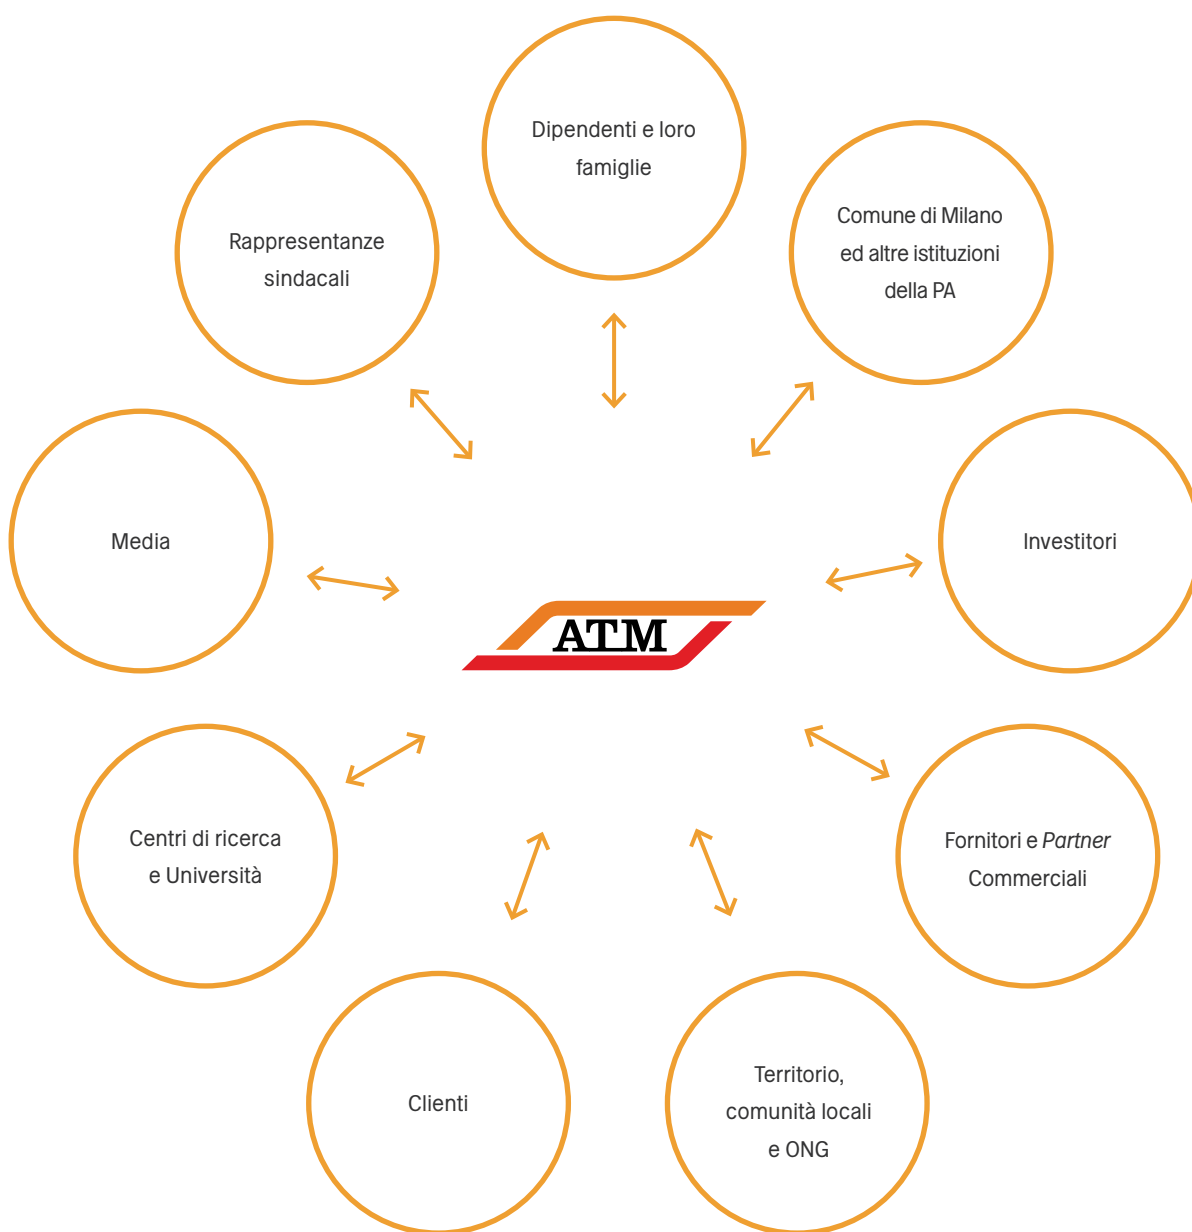 Dipendenti e loro
famiglie
Rappresentanze
sindacali
Comune di Milano
ed altre istituzioni
della PA
Media
Investitori
ATM
Centri di ricerca
e Università
Fornitori e Partner
Commerciali
Clienti
Territorio,
comunità locali
e ONG